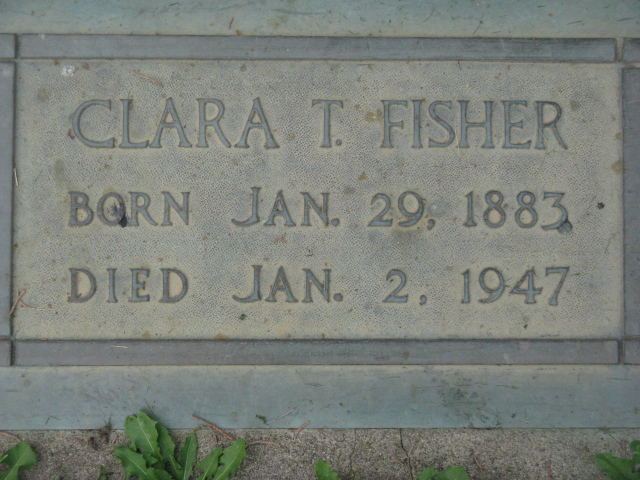 CLARA T. FISHER
BORN JAN. 29, 1883
DIED JAN. 2, 1947